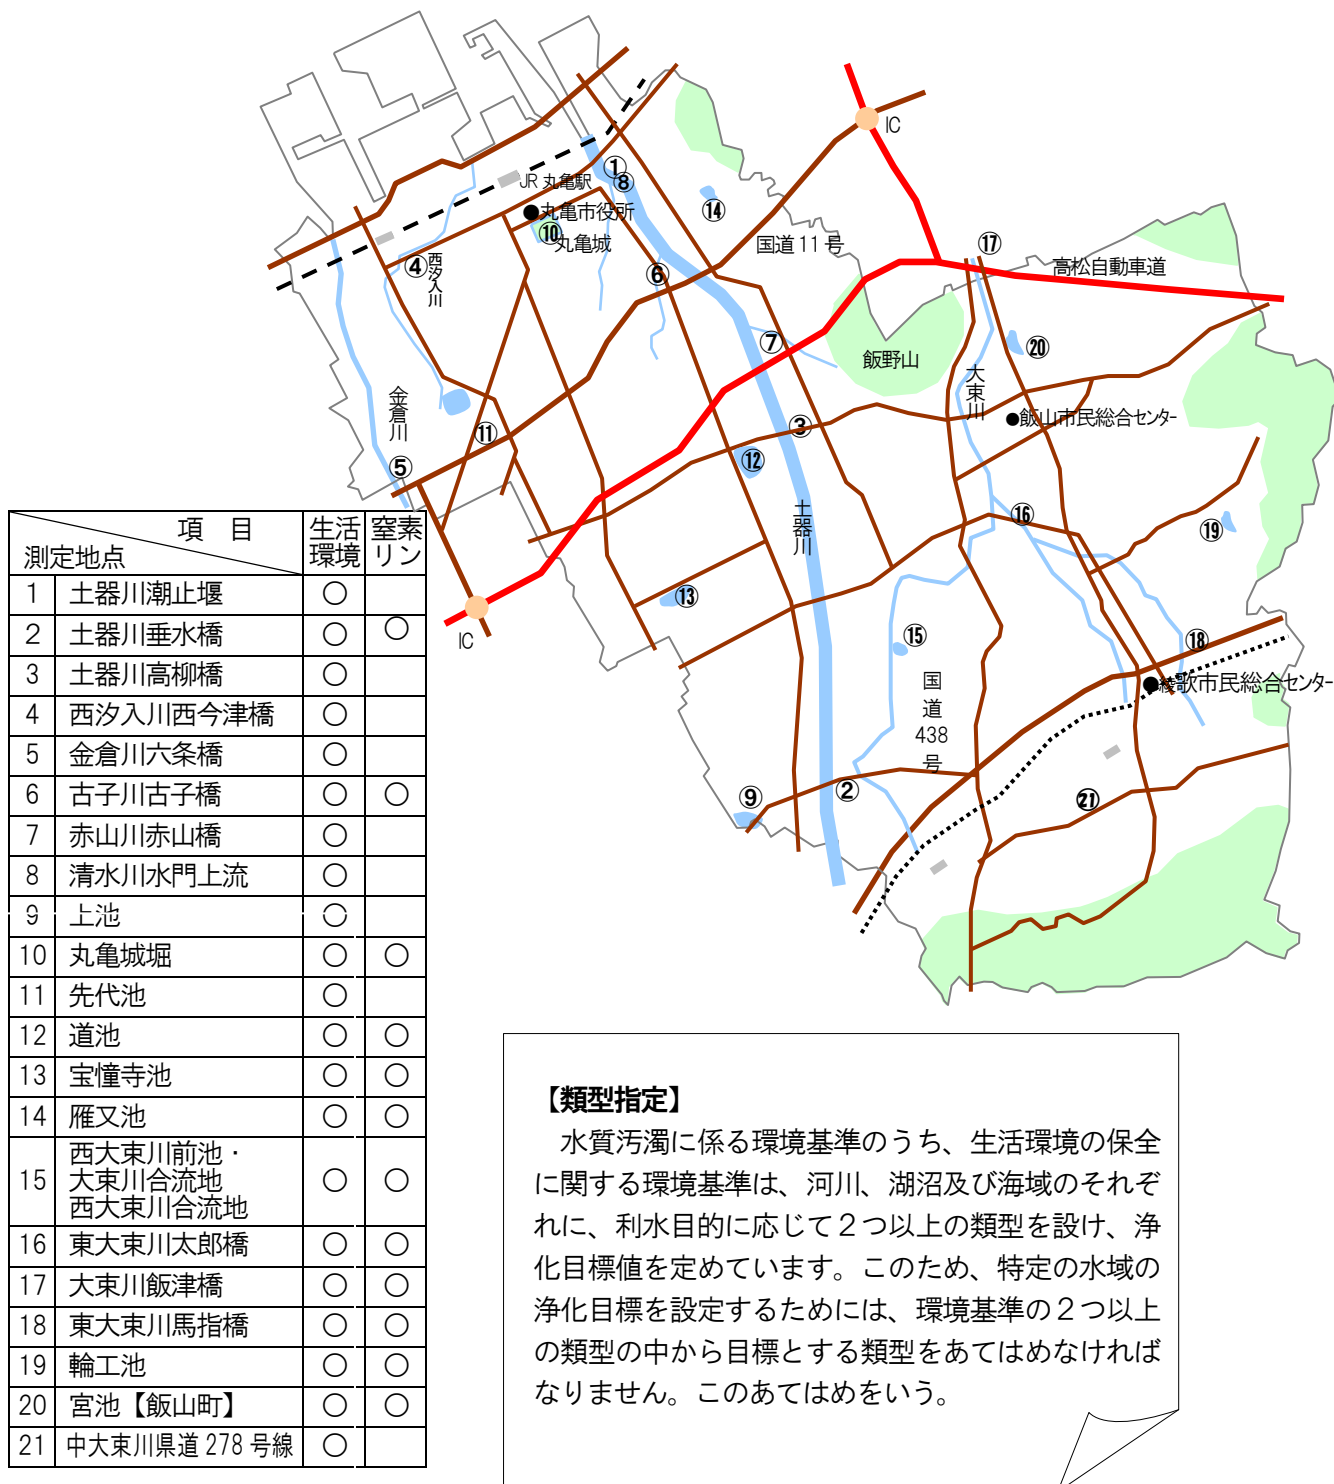 IC
①
JR 丸亀駅
⑧
⑭
丸亀市役所
⑩
丸亀城
国道 11 号
⑰
④
西汐入川
⑥
高松自動車道
⑦
飯野山
⑳
大束川
金倉川
飯山市民総合センター
⑪
③
⑫
⑤
土器川
⑯
⑲
⑬
IC
⑮
⑱
綾歌市民総合センター
国道438号
⑨
②
㉑
項 目 生活環境 窒素リン
測定地点
1 土器川潮止堰 ○
2 土器川垂水橋 ○ ○
3 土器川高柳橋 ○
4 西汐入川西今津橋 ○
5 金倉川六条橋 ○
6 古子川古子橋 ○ ○
7 赤山川赤山橋 ○
8 清水川水門上流 ○
9 上池 ○
10 丸亀城堀 ○ ○
11 先代池 ○
12 道池 ○ ○
13 宝憧寺池 ○ ○
14 雁又池 ○ ○
15 西大束川前池・
大束川合流地 ○ ○
西大束川合流地
16 東大束川太郎橋 ○ ○
17 大束川飯津橋 ○ ○
18 東大束川馬指橋 ○ ○
19 輪工池 ○ ○
20 宮池【飯山町】 ○ ○
21 中大束川県道 278 号線 ○
【類型指定】
水質汚濁に係る環境基準のうち、生活環境の保全
に関する環境基準は、河川、湖沼及び海域のそれぞ
れに、利水目的に応じて２つ以上の類型を設け、浄
化目標値を定めています。このため、特定の水域の
浄化目標を設定するためには、環境基準の２つ以上
の類型の中から目標とする類型をあてはめなければ
なりません。このあてはめをいう。